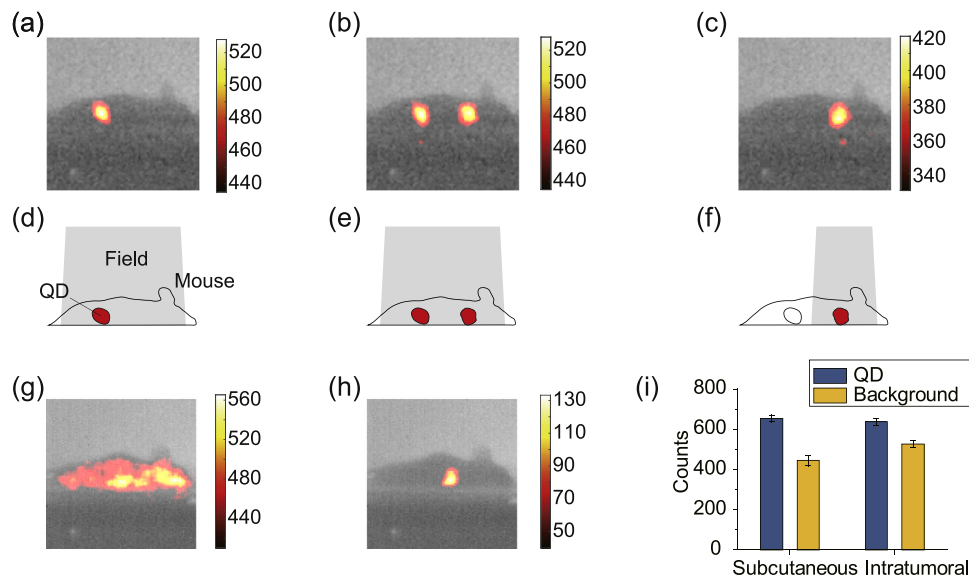 (a)
(b)
(c)
520
500
480
460
440
520
500
480
460
440
420
400
380
360
340
(d)
(e)
(f)
Field
Mouse
QD
(g)
(h)
(i)
560
520
480
440
130
110
90
70
50
QD
Background
800
600
400
200
0
Counts
Subcutaneous
Intratumoral